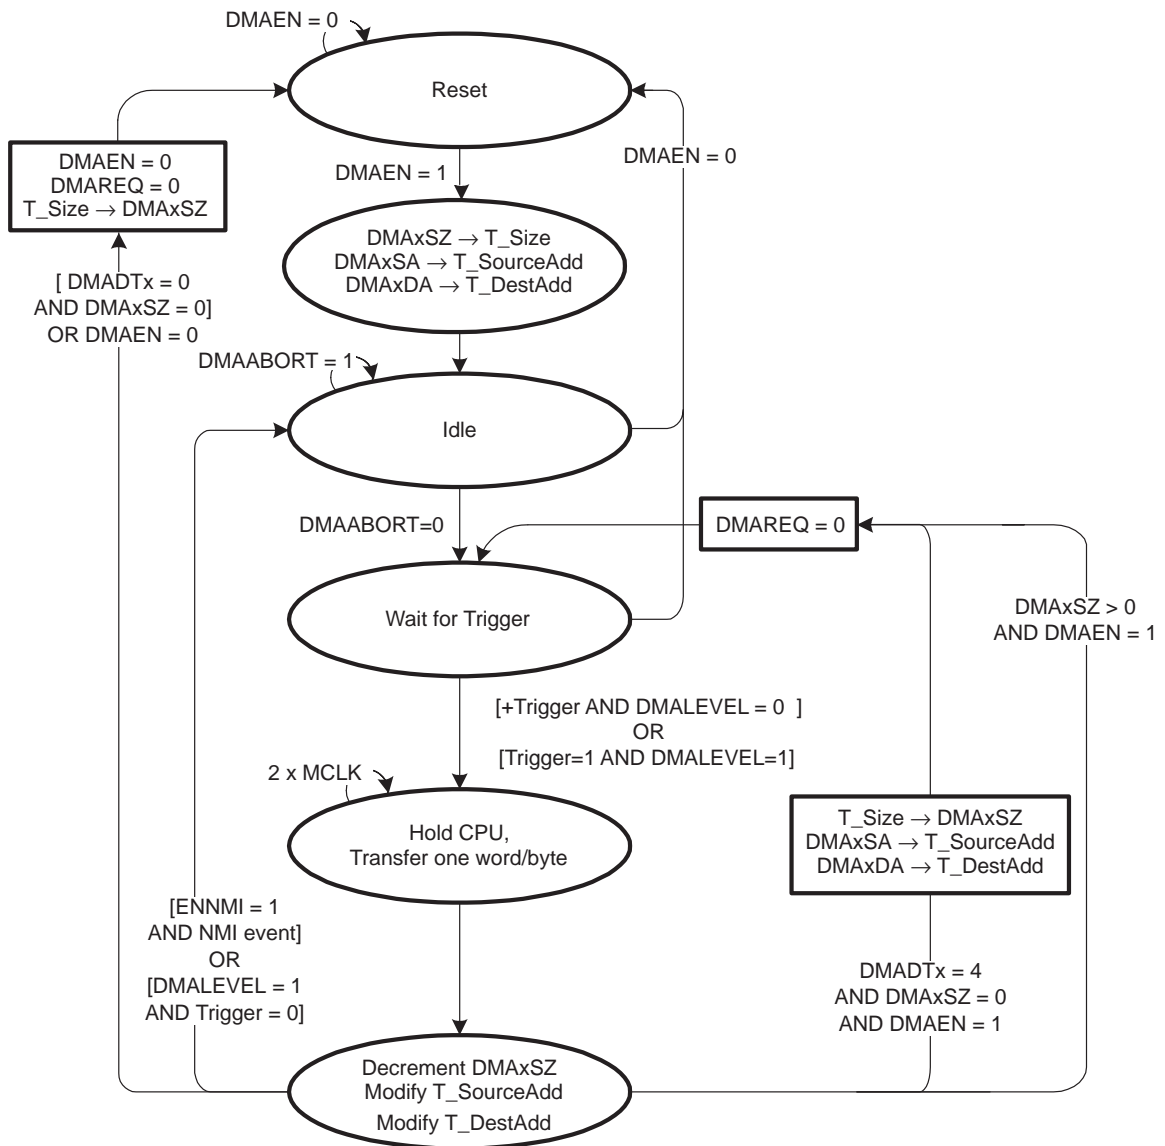 DMAEN = 0
Reset
DMAEN = 0
DMAREQ = 0
T_Size → DMAxSZ
DMAEN = 1
DMAEN = 0
DMAxSZ → T_Size
DMAxSA → T_SourceAdd
DMAxDA → T_DestAdd
[ DMADTx = 0
AND DMAxSZ = 0]
OR DMAEN = 0
DMAABORT = 1
Idle
DMAABORT=0
DMAREQ = 0
Wait for Trigger
DMAxSZ > 0
AND DMAEN = 1
[+Trigger AND DMALEVEL = 0 ]
OR
[Trigger=1 AND DMALEVEL=1]
2 x MCLK
Hold CPU,
Transfer one word/byte
T_Size → DMAxSZ
DMAxSA → T_SourceAdd
DMAxDA → T_DestAdd
[ENNMI = 1
AND NMI event]
OR
[DMALEVEL = 1
AND Trigger = 0]
DMADTx = 4
AND DMAxSZ = 0
AND DMAEN = 1
Decrement DMAxSZ
Modify T_SourceAdd
Modify T_DestAdd